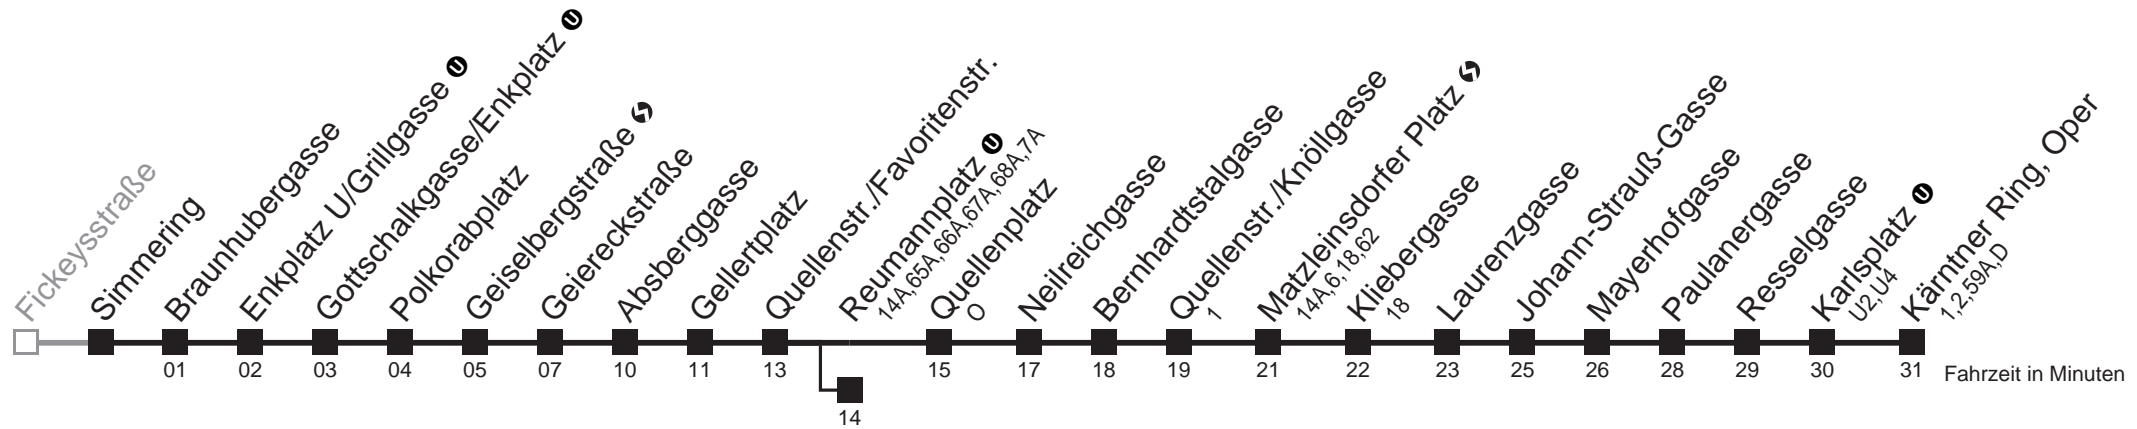 Fickeysstraße
Simmering
Braunhubergasse
Enkplatz U/Grillgasse U
Gottschalkgasse/Enkplatz U
Polkorabplatz
Geiselbergstraße
Geiereckstraße
Absberggasse
Gellertplatz
Quellenstr./Favoritenstr.
Reumannplatz U
14A,65A,66A,67A,68A,7A
Quellenplatz
O
Neilreichgasse
Bernhardtstalgasse
Quellenstr./Knöllgasse
1
Matzleinsdorfer Platz
14A,6,18,62
Kliebergasse
18
Laurenzgasse
Johann-Strauß-Gasse
Mayerhofgasse
Paulanergasse
Resselgasse
Karlsplatz U
U2,U4
Kärntner Ring, Oper
1,2,59A,D
01 02 03 04 05 07 10 11 13 15 17 18 19 21 22 23 25 26 28 29 30 31 Fahrzeit in Minuten
14